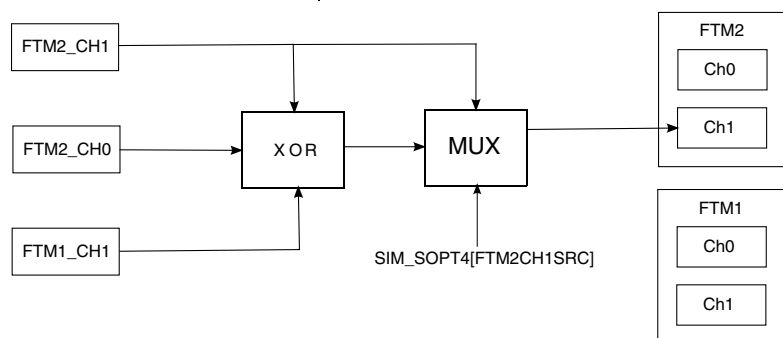 FTM2_CH1
FTM2
Ch0
FTM2_CH0
XOR
MUX
Ch1
FTM1_CH1
SIM_SOPT4[FTM2CH1SRC]
FTM1
Ch0
Ch1